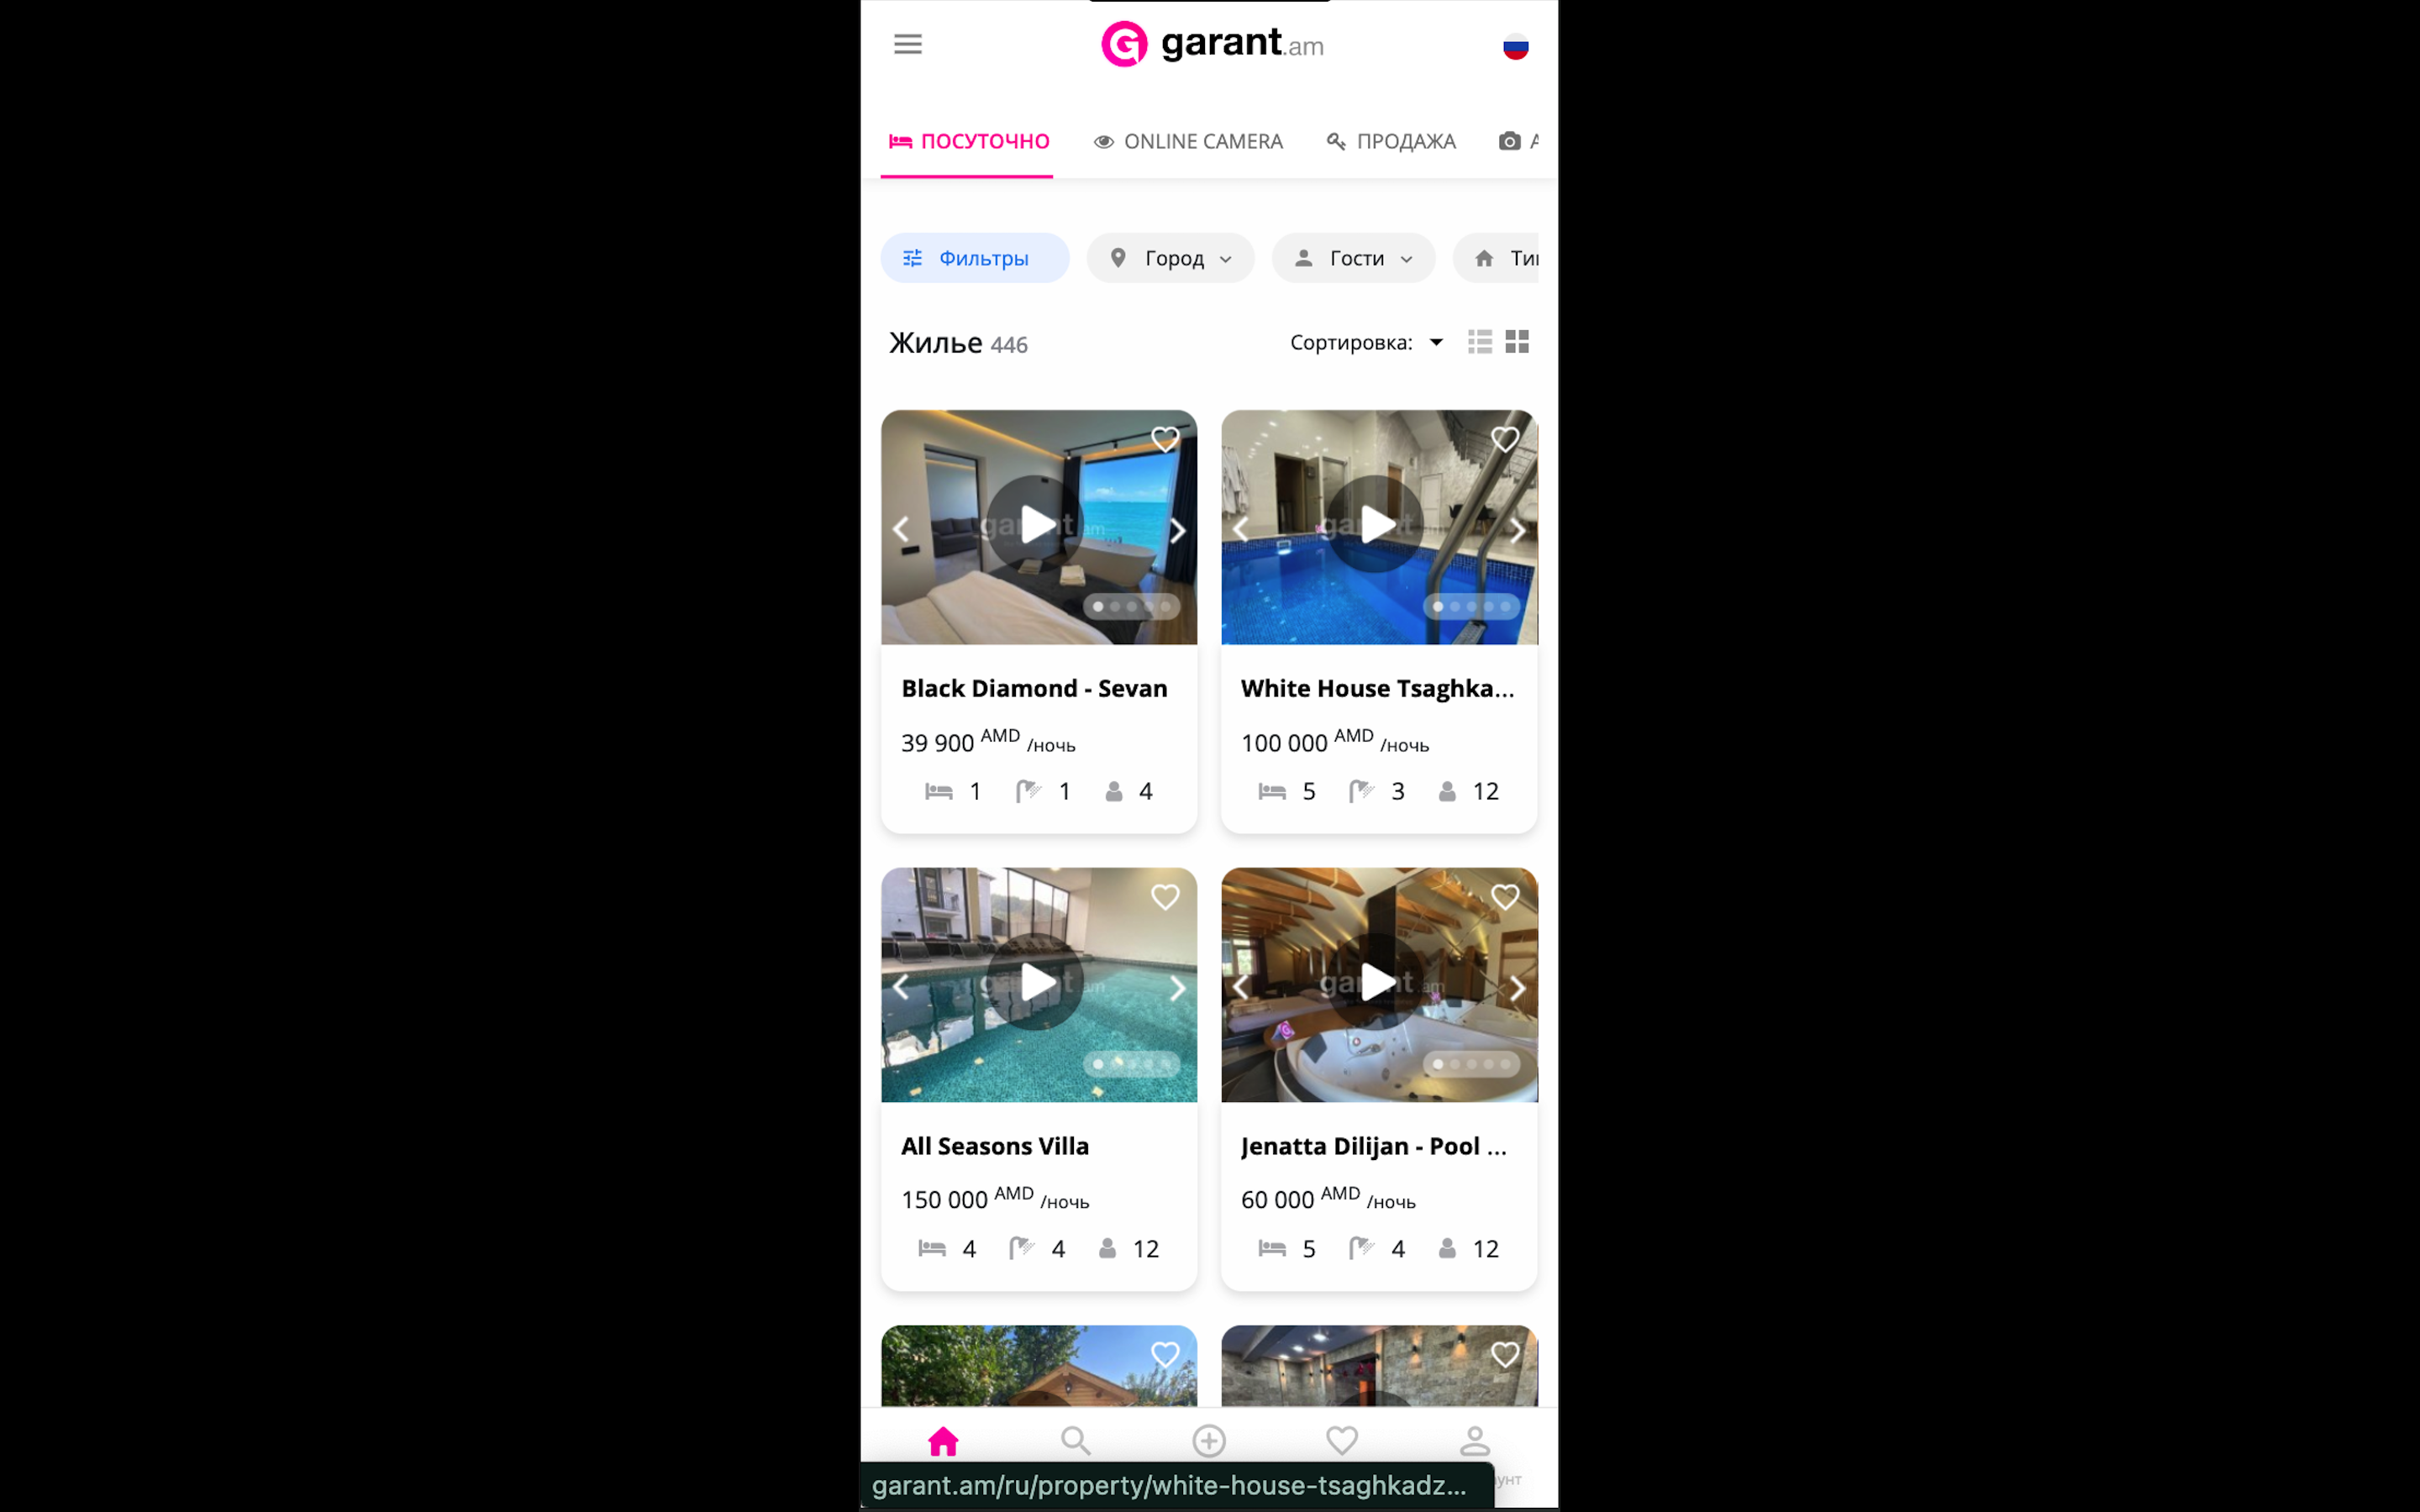 garant.am
ПОСУТОЧНО ONLINE CAMERA ПРОДАЖА А
Фильтры Город Гости Ти
Жилье 446 Сортировка:
Black Diamond - Sevan
39 900 AMD /ночь
1 1 4
White House Tsaghka...
100 000 AMD /ночь
5 3 12
All Seasons Villa
150 000 AMD /ночь
4 4 12
Jenatta Dilijan - Pool ...
60 000 AMD /ночь
5 4 12
garant.am/ru/property/white-house-tsaghkadz...
унт